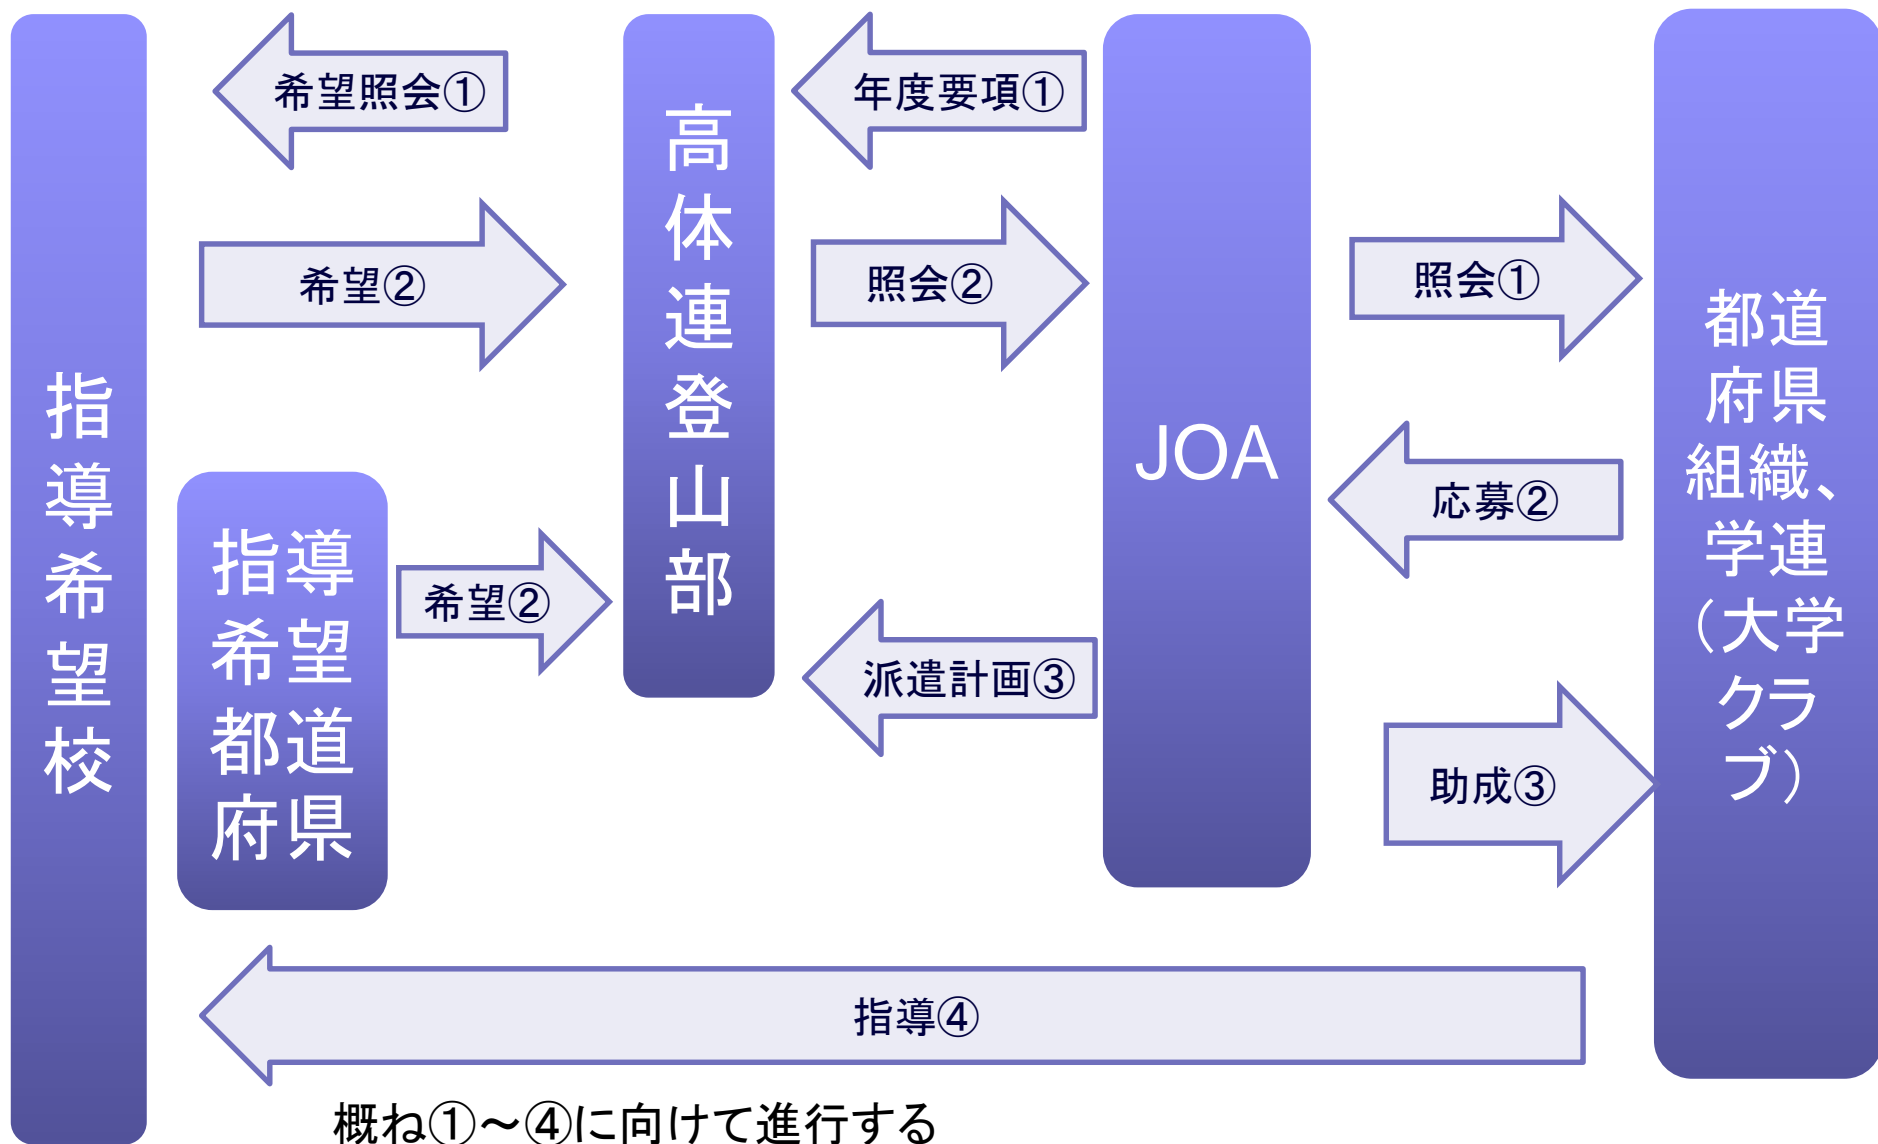 希望照会①
年度要項①
希望②
照会②
照会①
指導希望校
高体連登山部
JOA
都道
府県
組織、
学連
（大学
クラ
ブ）
応募②
指導
希望
都道
府県
希望②
派遣計画③
助成③
指導④
概ね①～④に向けて進行する